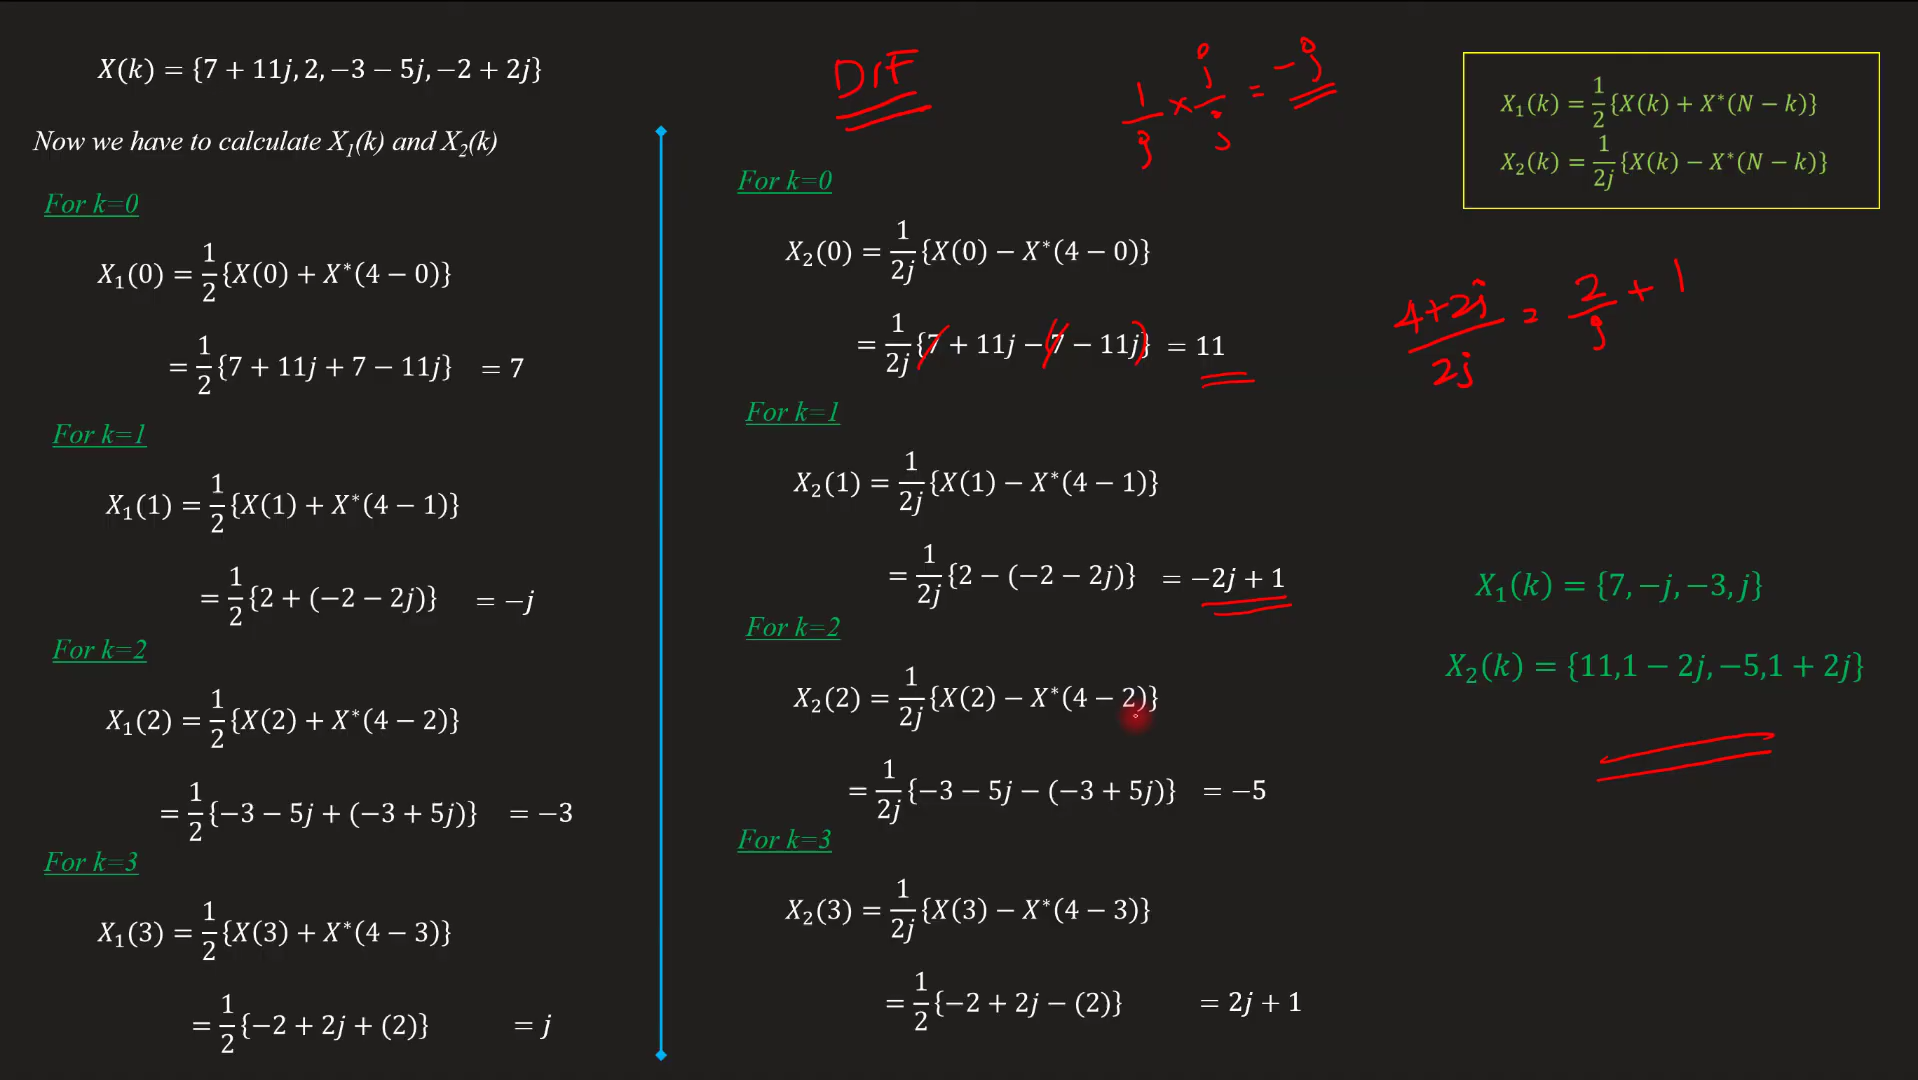 X(k) = {7 + 11j, 2, −3 − 5j, −2 + 2j}
Now we have to calculate X₁(k) and X₂(k)
For k=0
X₁(0) = 1/2 {X(0) + X*(4 − 0)}
= 1/2 {7 + 11j + 7 − 11j} = 7
For k=1
X₁(1) = 1/2 {X(1) + X*(4 − 1)}
= 1/2 {2 + (−2 − 2j)} = −j
For k=2
X₁(2) = 1/2 {X(2) + X*(4 − 2)}
= 1/2 {−3 − 5j + (−3 + 5j)} = −3
For k=3
X₁(3) = 1/2 {X(3) + X*(4 − 3)}
= 1/2 {−2 + 2j + (2)} = j
DIF
1/j × j/j = −j
For k=0
X₂(0) = 1/2j {X(0) − X*(4 − 0)}
= 1/2j {7 + 11j − (7 − 11j)} = 11
For k=1
X₂(1) = 1/2j {X(1) − X*(4 − 1)}
= 1/2j {2 − (−2 − 2j)} = −2j + 1
For k=2
X₂(2) = 1/2j {X(2) − X*(4 − 2)}
= 1/2j {−3 − 5j − (−3 + 5j)} = −5
For k=3
X₂(3) = 1/2j {X(3) − X*(4 − 3)}
= 1/2 {−2 + 2j − (2)} = 2j + 1
X₁(k) = 1/2 {X(k) + X*(N − k)}
X₂(k) = 1/2j {X(k) − X*(N − k)}
4+2j/2j = 2/j + 1
X₁(k) = {7, −j, −3, j}
X₂(k) = {11,1 − 2j, −5,1 + 2j}